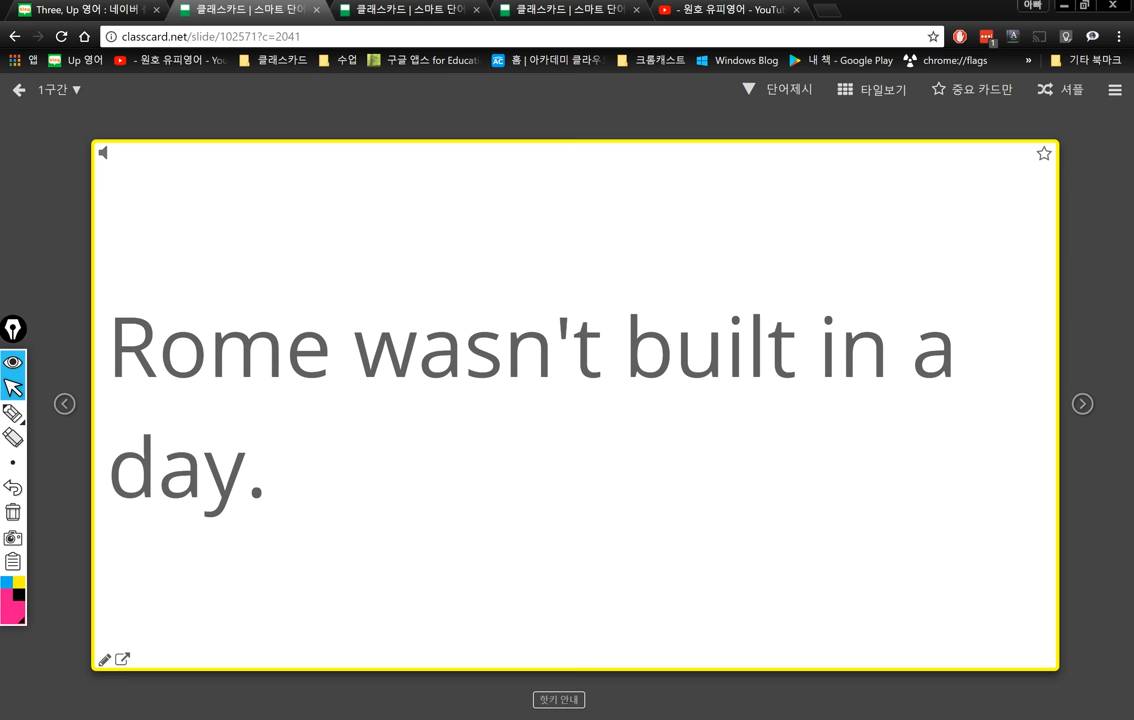 Three, Up 영어 : 네이버
클래스카드 | 스마트 단어
클래스카드 | 스마트 단어
클래스카드 | 스마트 단어
- 원호 유피영어 - YouTu
아빠
classcard.net/slide/102571?c=2041
1
앱
Up 영어
- 원호 유피영어 - You
클래스카드
수업
구글 앱스 for Educati
홈 | 아카데미 클라우
크롬캐스트
Windows Blog
내 책 - Google Play
chrome://flags
»
기타 북마크
1구간 ▼
단어제시
타일보기
중요 카드만
셔플
Rome wasn't built in a
day.
핫키 안내